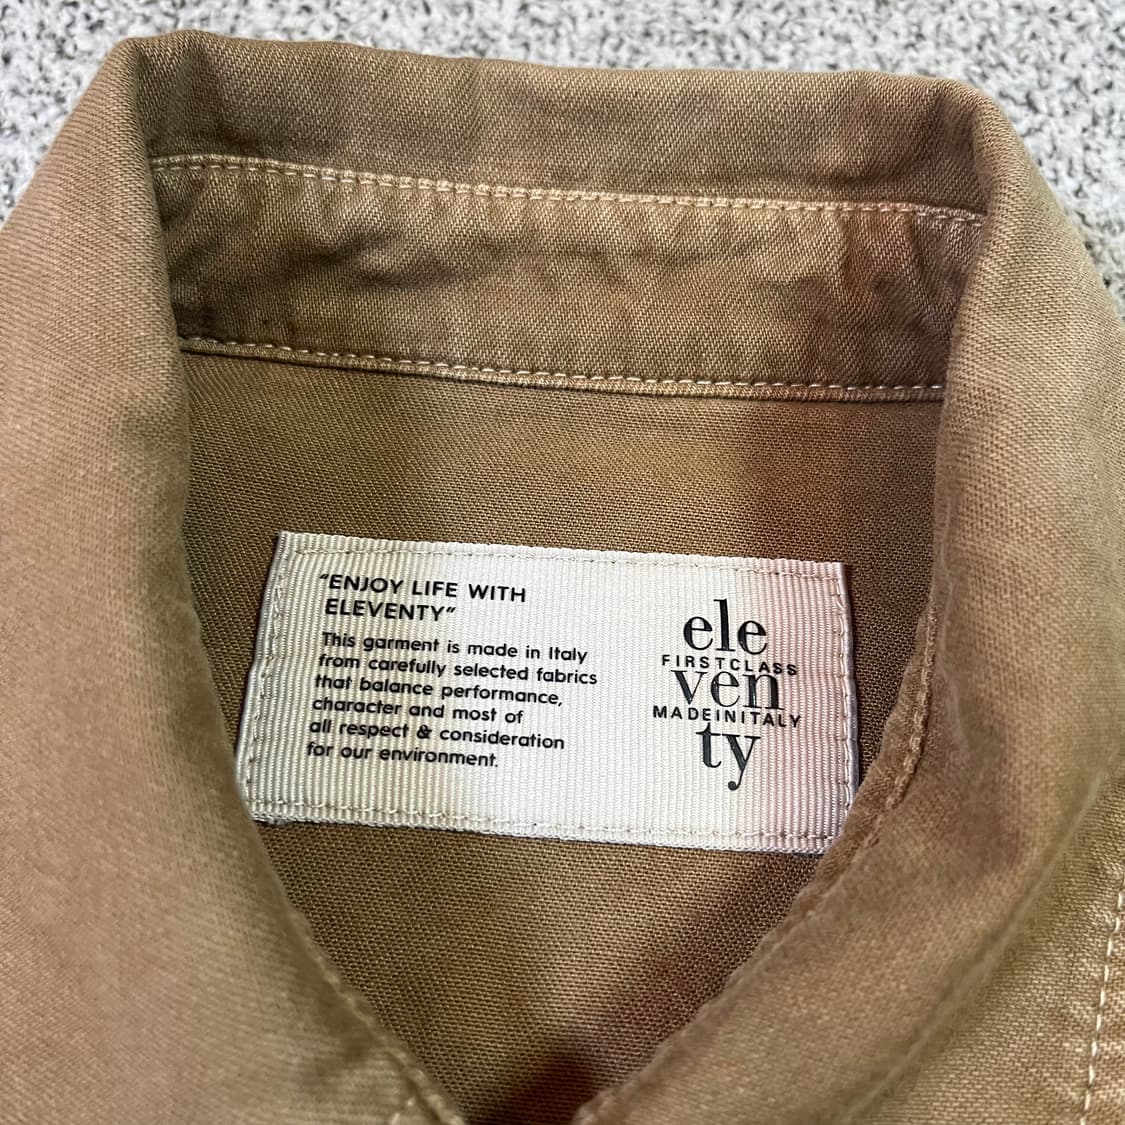 "ENJOY LIFE WITH
ELEVENTY"
This garment is made in Italy
from carefully selected fabrics
that balance performance,
character and most of
all respect & consideration
for our environment.
ele
FIRSTCLASS
ven
MADEINITALY
ty